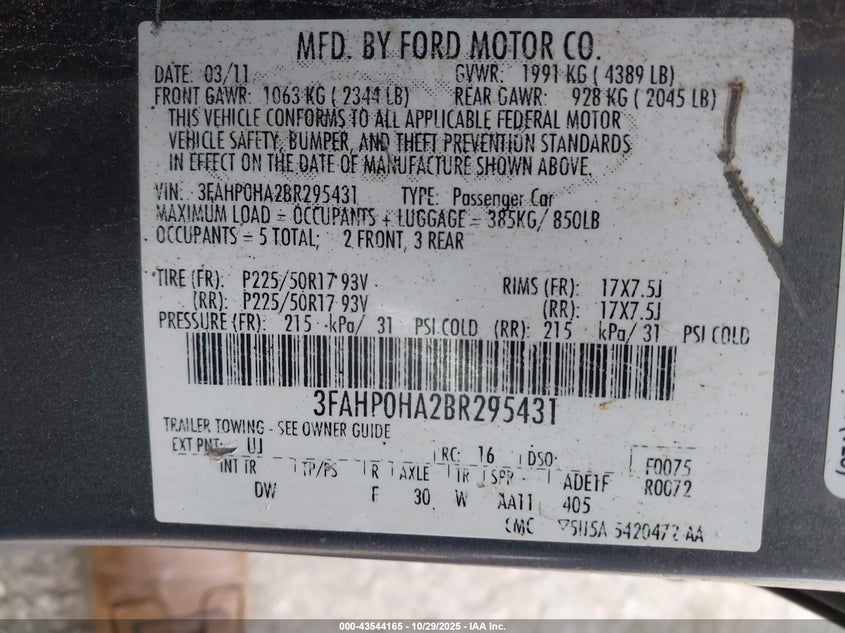 MFD. BY FORD MOTOR CO.
DATE: 03/11 GVWR: 1991 KG ( 4389 LB)
FRONT GAWR: 1063 KG ( 2344 LB) REAR GAWR: 928 KG ( 2045 LB)
THIS VEHICLE CONFORMS TO ALL APPLICABLE FEDERAL MOTOR
VEHICLE SAFETY, BUMPER, AND THEFT PREVENTION STANDARDS
IN EFFECT ON THE DATE OF MANUFACTURE SHOWN ABOVE.
VIN: 3FAHP0HA2BR295431 TYPE: Passenger Car
MAXIMUM LOAD = OCCUPANTS + LUGGAGE = 385KG/ 850LB
OCCUPANTS = 5 TOTAL; 2 FRONT, 3 REAR
TIRE (FR): P225/50R17 93V RIMS (FR): 17X7.5J
(RR): P225/50R17 93V (RR): 17X7.5J
PRESSURE (FR): 215 kPa/ 31 PSI COLD (RR): 215 kPa/ 31 PSI COLD
3FAHP0HA2BR295431
TRAILER TOWING - SEE OWNER GUIDE
EXT PNT: UJ RC: 16 DSO: F0075
INT TR TP/PS R AXLE TR SPR ADE1F R0072
DW F 30 W AA11 405
5420472-AA
000-43544165 • 10/29/2025 • IAA Inc.